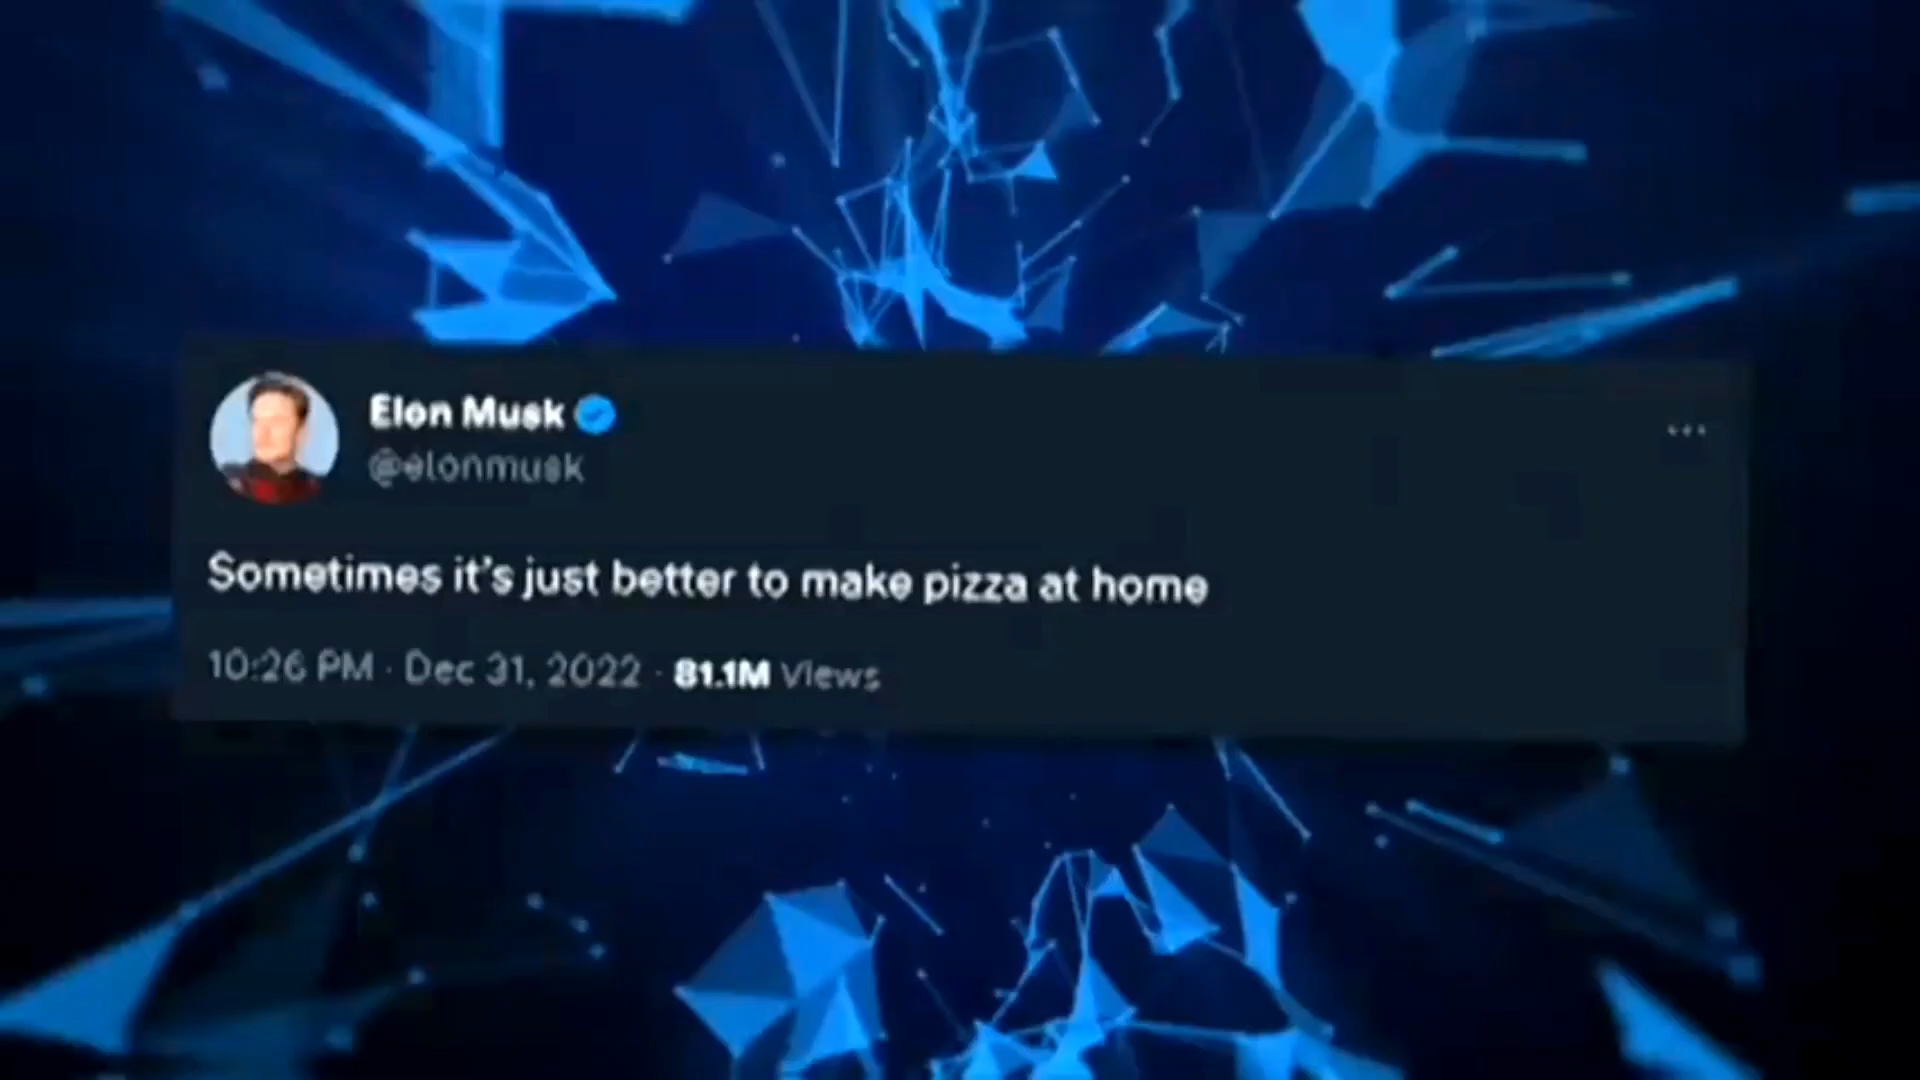 Elon Musk
@elonmusk
Sometimes it's just better to make pizza at home
10:26 PM · Dec 31, 2022 · 81.1M Views